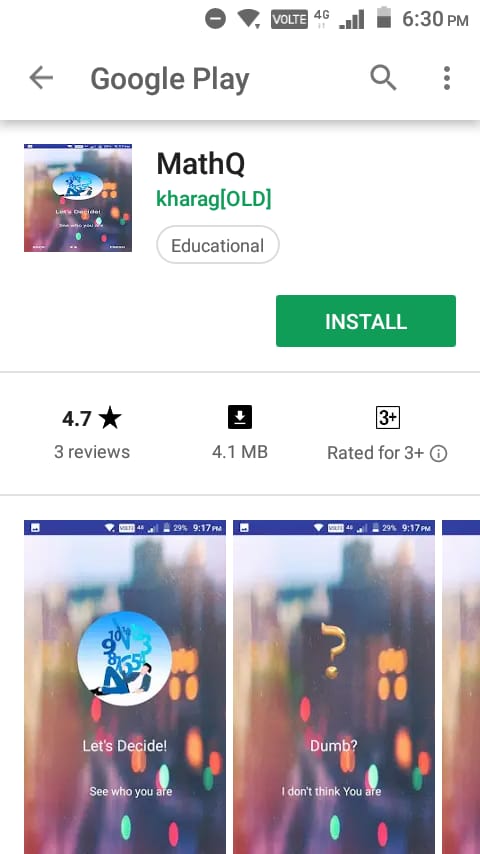 VOLTE 4G 6:30 PM
Google Play
MathQ
kharag[OLD]
Educational
INSTALL
4.7
3 reviews
4.1 MB
3+
Rated for 3+
VOLTE 4G 29% 9:17 PM
Let's Decide!
See who you are
VOLTE 4G 29% 9:17 PM
?
Dumb?
I don't think You are